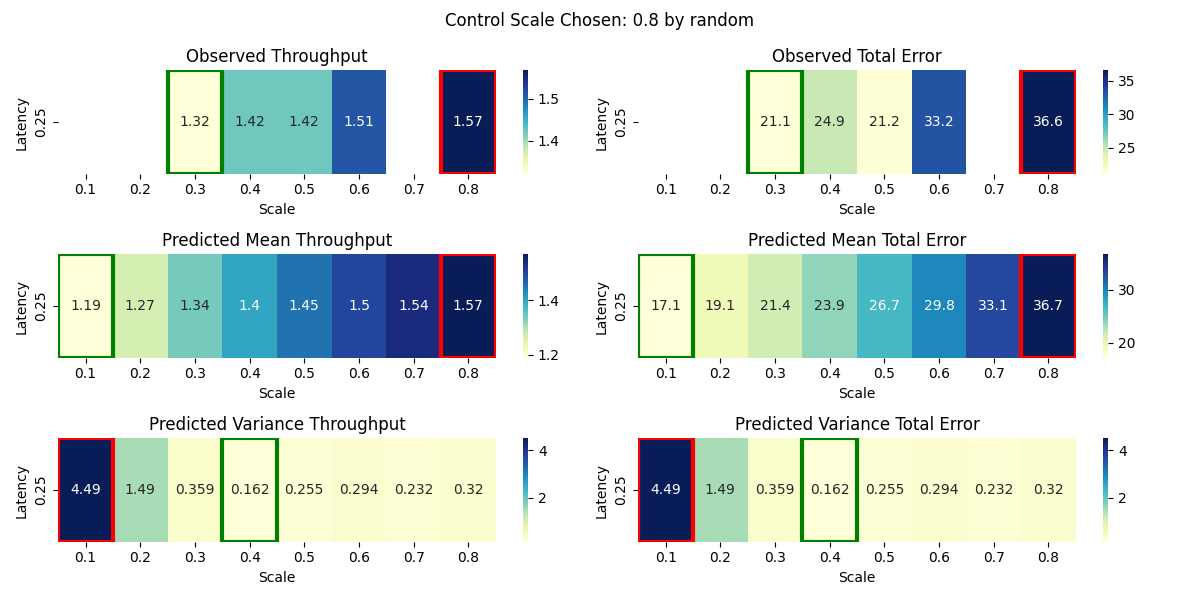 Control Scale Chosen: 0.8 by random
Observed Throughput
Latency
0.25
1.32 1.42 1.42 1.51 1.57
0.1 0.2 0.3 0.4 0.5 0.6 0.7 0.8
Scale
1.5
1.4
Observed Total Error
Latency
0.25
21.1 24.9 21.2 33.2 36.6
0.1 0.2 0.3 0.4 0.5 0.6 0.7 0.8
Scale
35
30
25
Predicted Mean Throughput
Latency
0.25
1.19 1.27 1.34 1.4 1.45 1.5 1.54 1.57
0.1 0.2 0.3 0.4 0.5 0.6 0.7 0.8
Scale
1.4
1.2
Predicted Mean Total Error
Latency
0.25
17.1 19.1 21.4 23.9 26.7 29.8 33.1 36.7
0.1 0.2 0.3 0.4 0.5 0.6 0.7 0.8
Scale
30
20
Predicted Variance Throughput
Latency
0.25
4.49 1.49 0.359 0.162 0.255 0.294 0.232 0.32
0.1 0.2 0.3 0.4 0.5 0.6 0.7 0.8
Scale
4
2
Predicted Variance Total Error
Latency
0.25
4.49 1.49 0.359 0.162 0.255 0.294 0.232 0.32
0.1 0.2 0.3 0.4 0.5 0.6 0.7 0.8
Scale
4
2